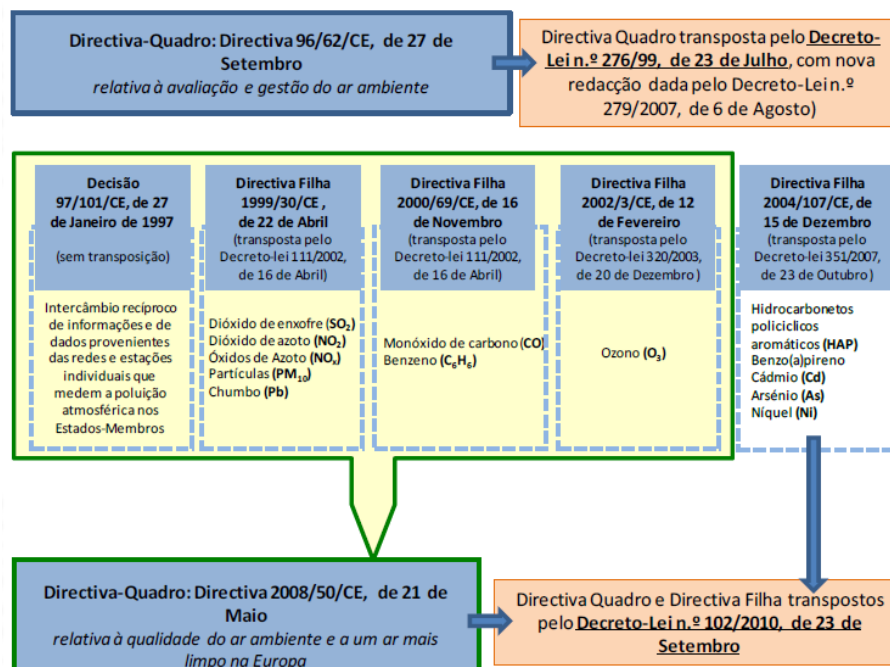 Directiva-Quadro: Directiva 96/62/CE, de 27 de
Setembro
relativa à avaliação e gestão do ar ambiente
Directiva Quadro transposta pelo Decreto-
Lei n.º 276/99, de 23 de Julho, com nova
redacção dada pelo Decreto-Lei n.º
279/2007, de 6 de Agosto)
Decisão
97/101/CE, de 27
de Janeiro de 1997
(sem transposição)
Intercâmbio recíproco
de informações e de
dados provenientes
das redes e estações
individuais que
medem a poluição
atmosférica nos
Estados-Membros
Directiva Filha
1999/30/CE ,
de 22 de Abril
(transposta pelo
Decreto-lei 111/2002,
de 16 de Abril)
Dióxido de enxofre (SO₂)
Dióxido de azoto (NO₂)
Óxidos de Azoto (NOₓ)
Partículas (PM₁₀)
Chumbo (Pb)
Directiva Filha
2000/69/CE, de 16
de Novembro
(transposta pelo
Decreto-lei 111/2002,
de 16 de Abril)
Monóxido de carbono (CO)
Benzeno (C₆H₆)
Directiva Filha
2002/3/CE, de 12
de Fevereiro
(transposta pelo
Decreto-lei 320/2003,
de 20 de Dezembro )
Ozono (O₃)
Directiva Filha
2004/107/CE, de
15 de Dezembro
(transposta pelo
Decreto-lei 351/2007,
de 23 de Outubro)
Hidrocarbonetos
policiclicos
aromáticos (HAP)
Benzo(a)pireno
Cádmio (Cd)
Arsénio (As)
Níquel (Ni)
Directiva-Quadro: Directiva 2008/50/CE, de 21 de
Maio
relativa à qualidade do ar ambiente e a um ar mais
limpo na Europa
Directiva Quadro e Directiva Filha transpostos
pelo Decreto-Lei n.º 102/2010, de 23 de
Setembro